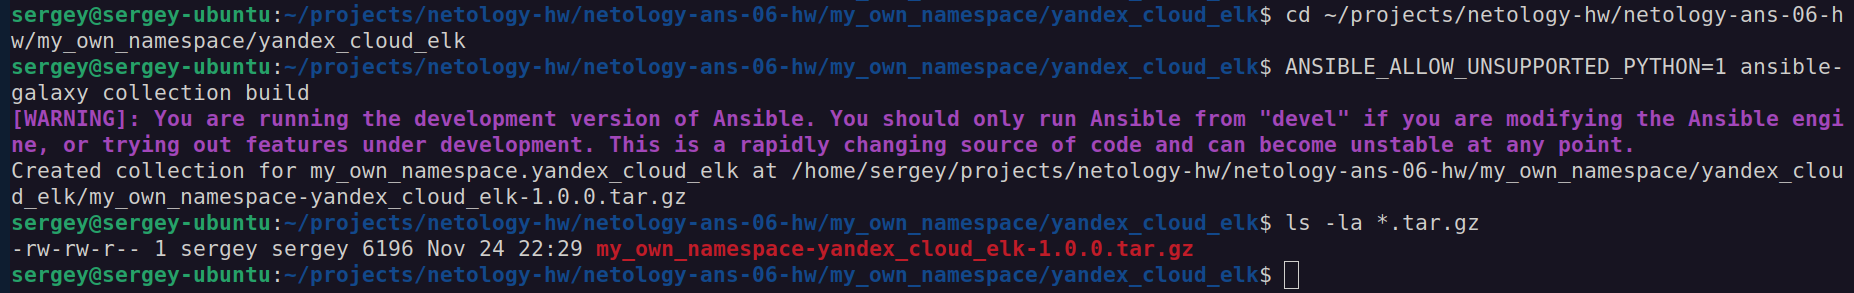 sergey@sergey-ubuntu:~/projects/netology-hw/netology-ans-06-hw/my_own_namespace/yandex_cloud_elk$ cd ~/projects/netology-hw/netology-ans-06-h
w/my_own_namespace/yandex_cloud_elk
sergey@sergey-ubuntu:~/projects/netology-hw/netology-ans-06-hw/my_own_namespace/yandex_cloud_elk$ ANSIBLE_ALLOW_UNSUPPORTED_PYTHON=1 ansible-
galaxy collection build
[WARNING]: You are running the development version of Ansible. You should only run Ansible from "devel" if you are modifying the Ansible engi
ne, or trying out features under development. This is a rapidly changing source of code and can become unstable at any point.
Created collection for my_own_namespace.yandex_cloud_elk at /home/sergey/projects/netology-hw/netology-ans-06-hw/my_own_namespace/yandex_clou
d_elk/my_own_namespace-yandex_cloud_elk-1.0.0.tar.gz
sergey@sergey-ubuntu:~/projects/netology-hw/netology-ans-06-hw/my_own_namespace/yandex_cloud_elk$ ls -la *.tar.gz
-rw-rw-r-- 1 sergey sergey 6196 Nov 24 22:29 my_own_namespace-yandex_cloud_elk-1.0.0.tar.gz
sergey@sergey-ubuntu:~/projects/netology-hw/netology-ans-06-hw/my_own_namespace/yandex_cloud_elk$